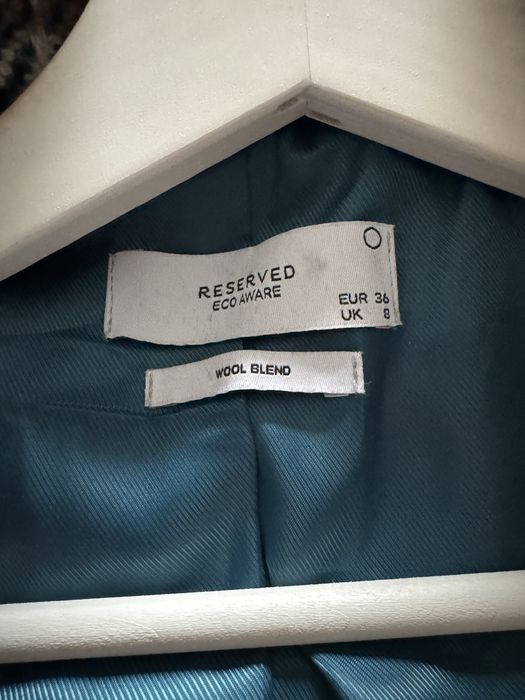 RESERVED
ECO AWARE
EUR 36
UK 8
WOOL BLEND